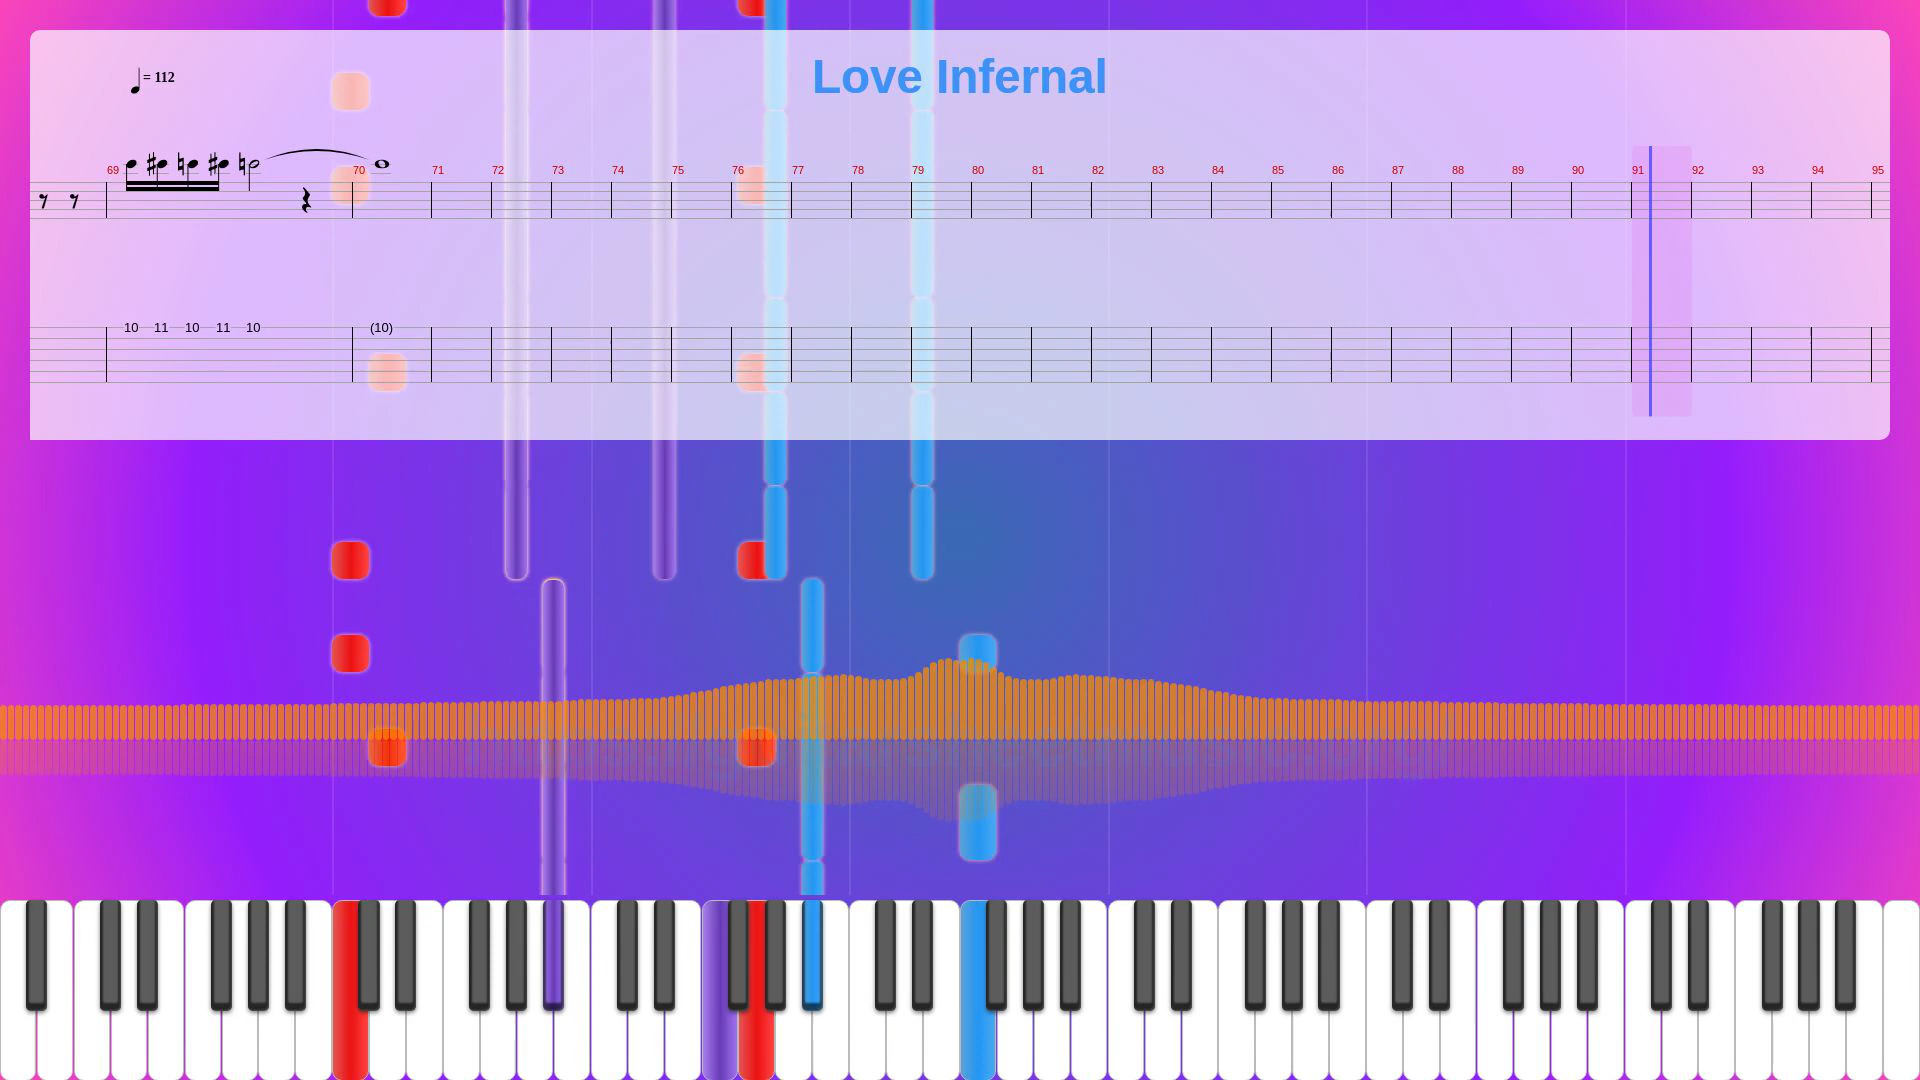 Love Infernal
= 112
69 70 71 72 73 74 75 76 77 78 79 80 81 82 83 84 85 86 87 88 89 90 91 92 93 94 95
10 11 10 11 10 (10)